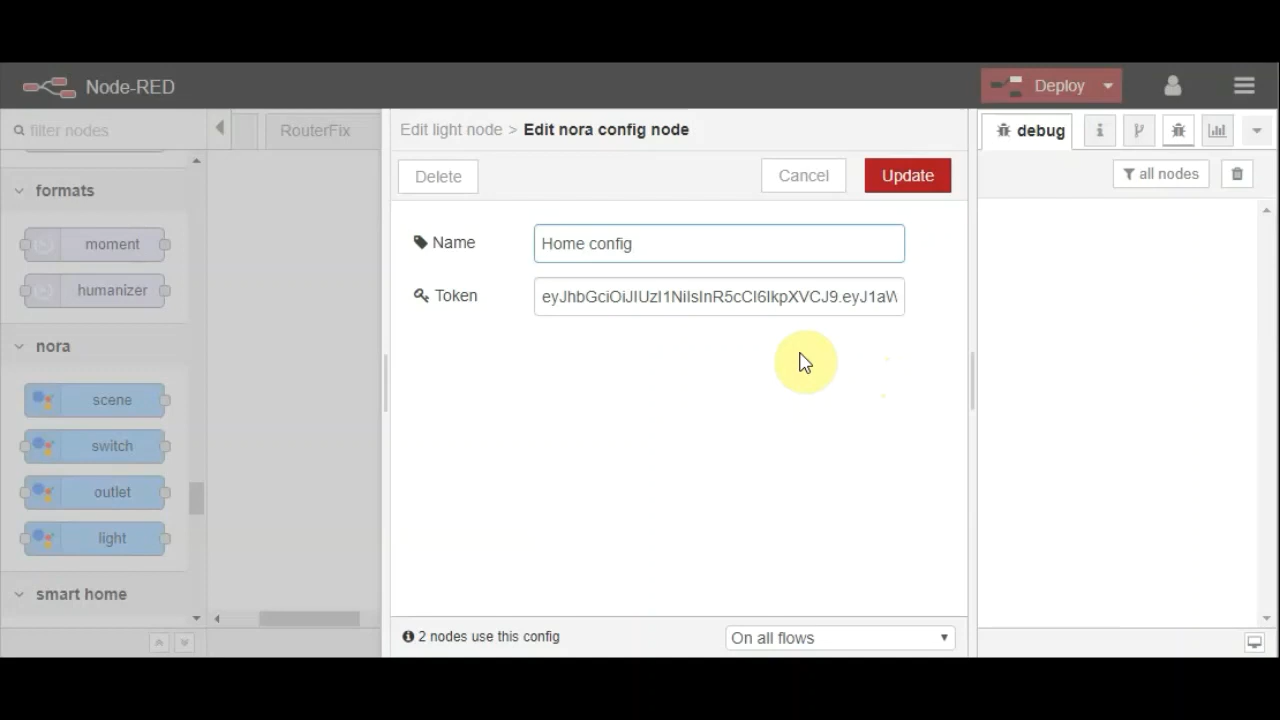 Node-RED
Deploy
filter nodes
RouterFix
Edit light node > Edit nora config node
debug
Delete
Cancel
Update
all nodes
formats
Name
Home config
moment
humanizer
Token
eyJhbGciOiJIUzI1NiIsInR5cCI6IkpXVCJ9.eyJ1aW
nora
scene
switch
outlet
light
smart home
2 nodes use this config
On all flows